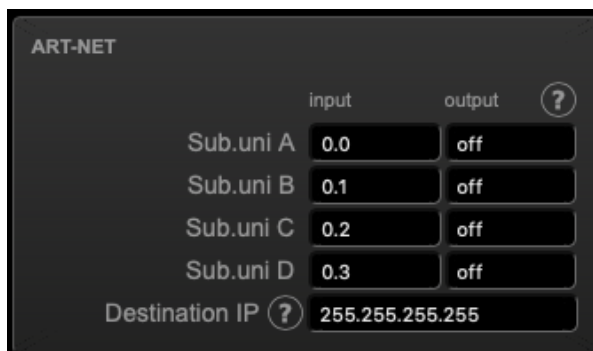 ART-NET
input output ?
Sub.uni A 0.0 off
Sub.uni B 0.1 off
Sub.uni C 0.2 off
Sub.uni D 0.3 off
Destination IP ? 255.255.255.255